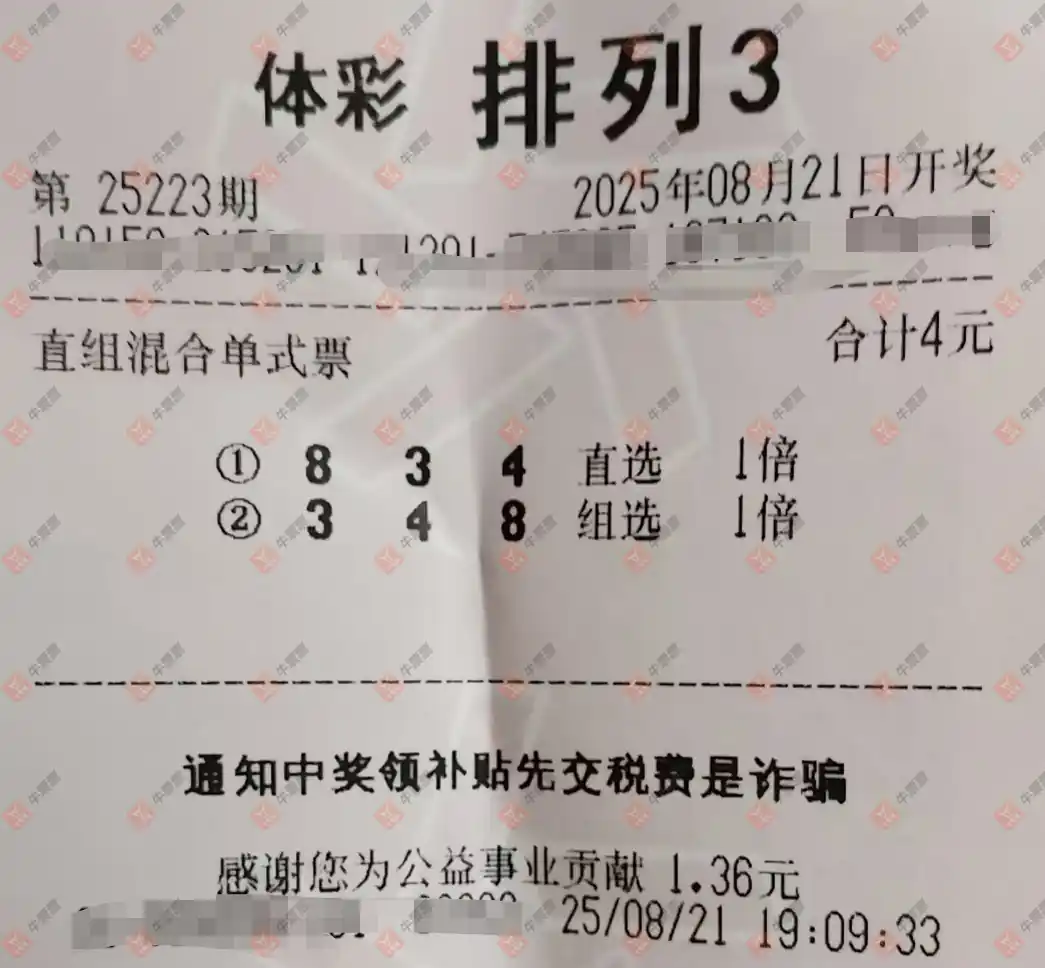 体彩 排列3
第 25223期 2025年08月21日开奖
直组混合单式票 合计4元
① 8 3 4 直选 1倍
② 3 4 8 组选 1倍
通知中奖领补贴先交税费是诈骗
感谢您为公益事业贡献 1.36元
25/08/21 19:09:33